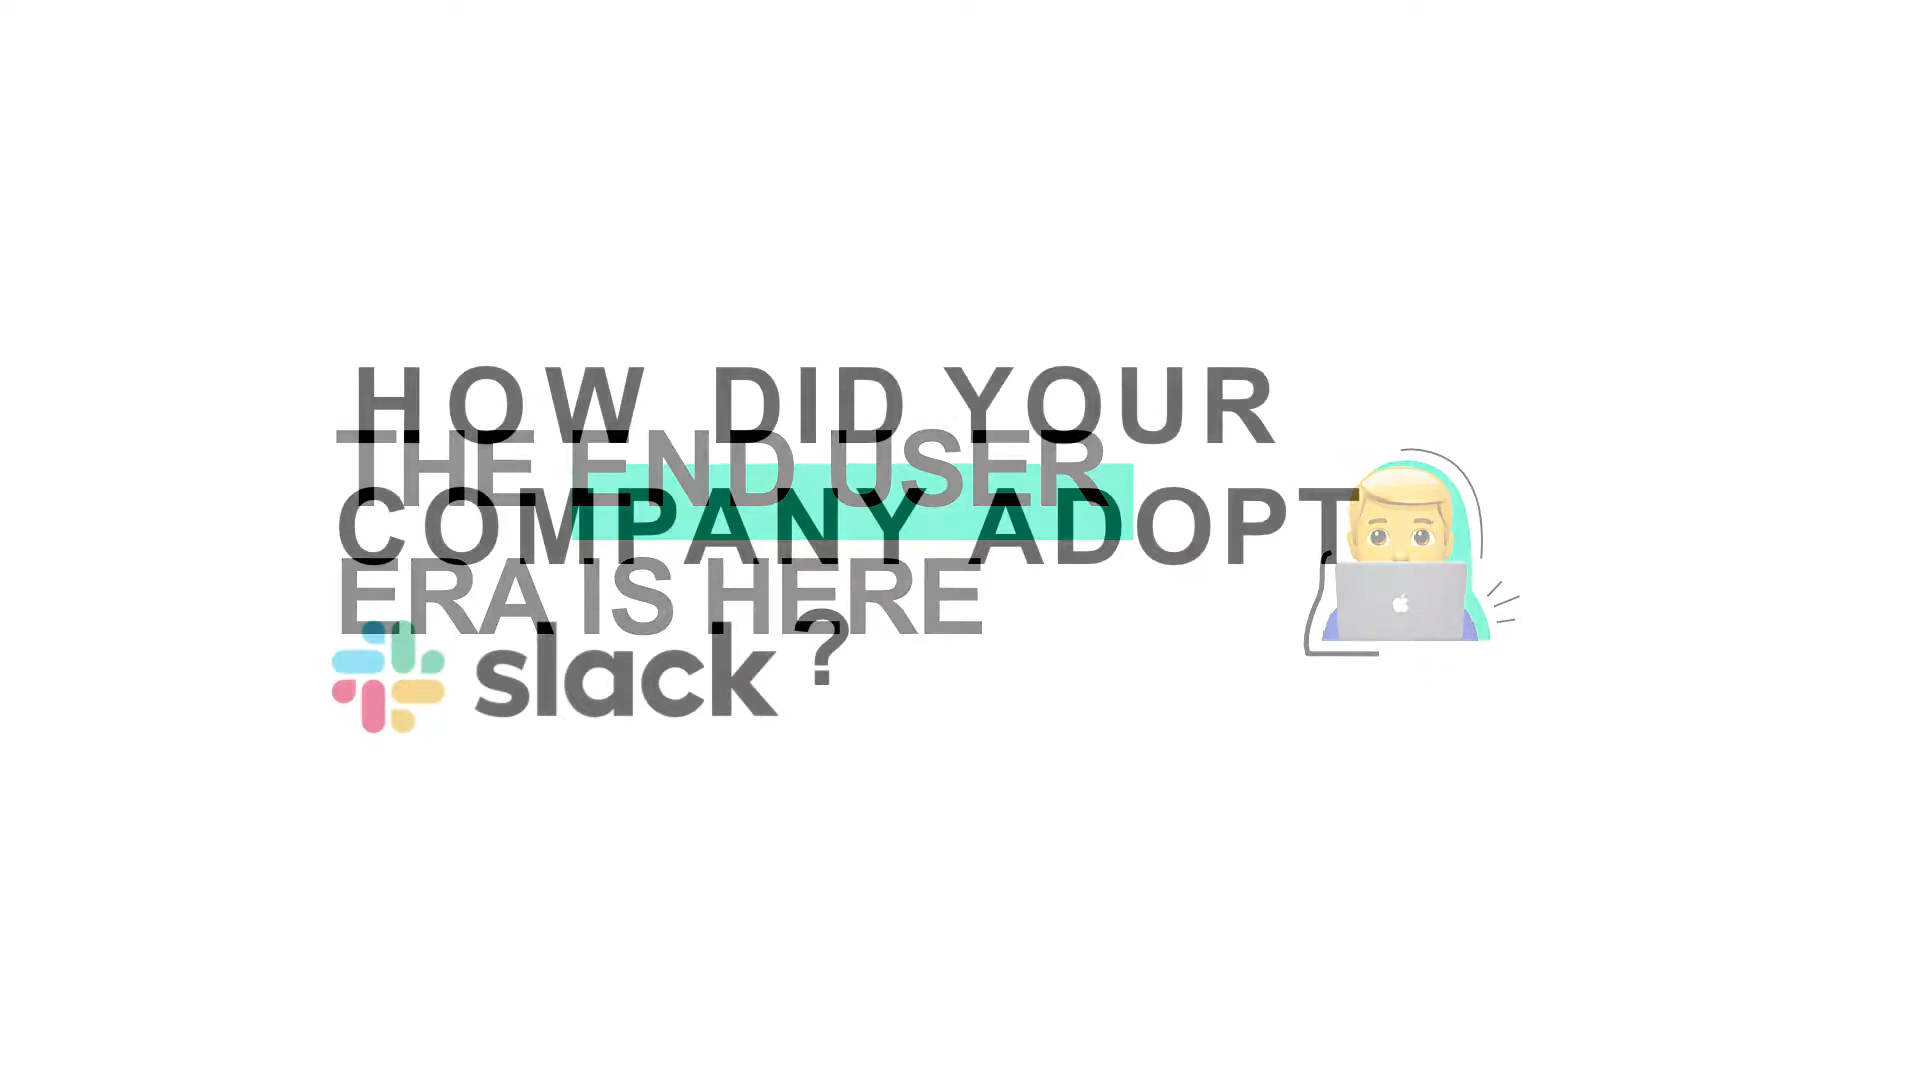 HOW DID YOUR
COMPANY ADOPT
slack ?
THE END USER
ERA IS HERE